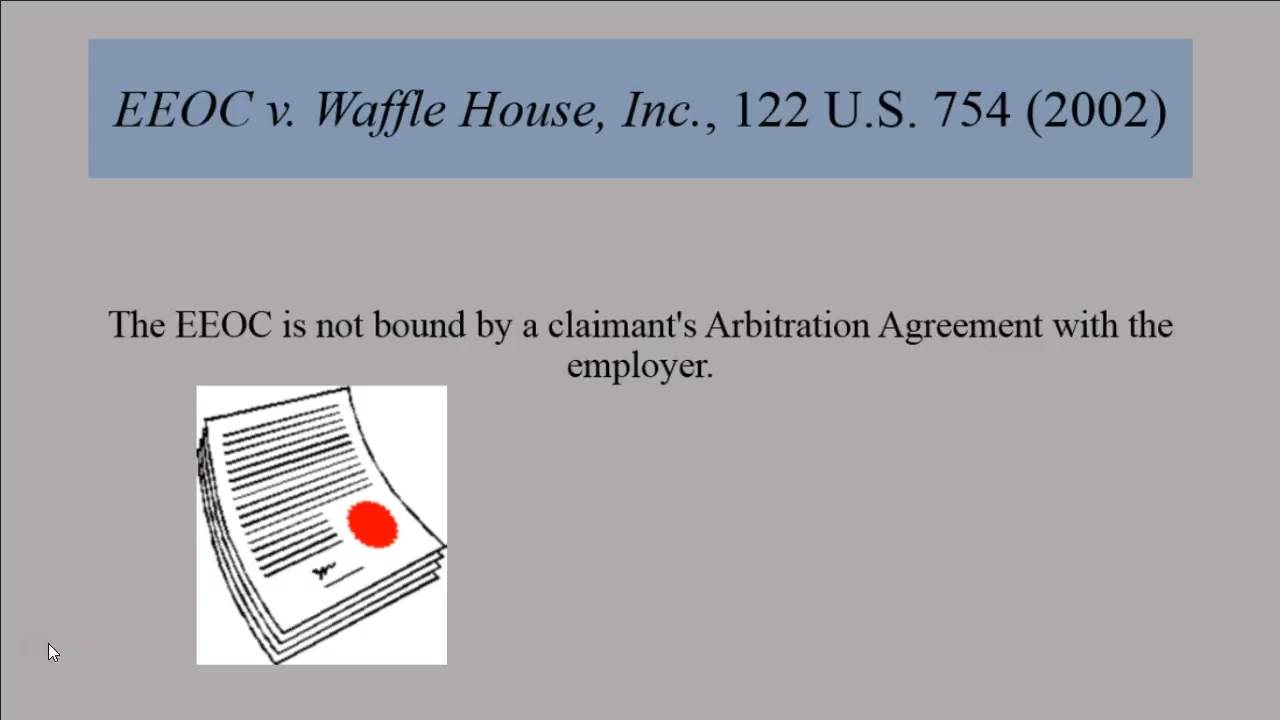 EEOC v. Waffle House, Inc., 122 U.S. 754 (2002)
The EEOC is not bound by a claimant's Arbitration Agreement with the
employer.